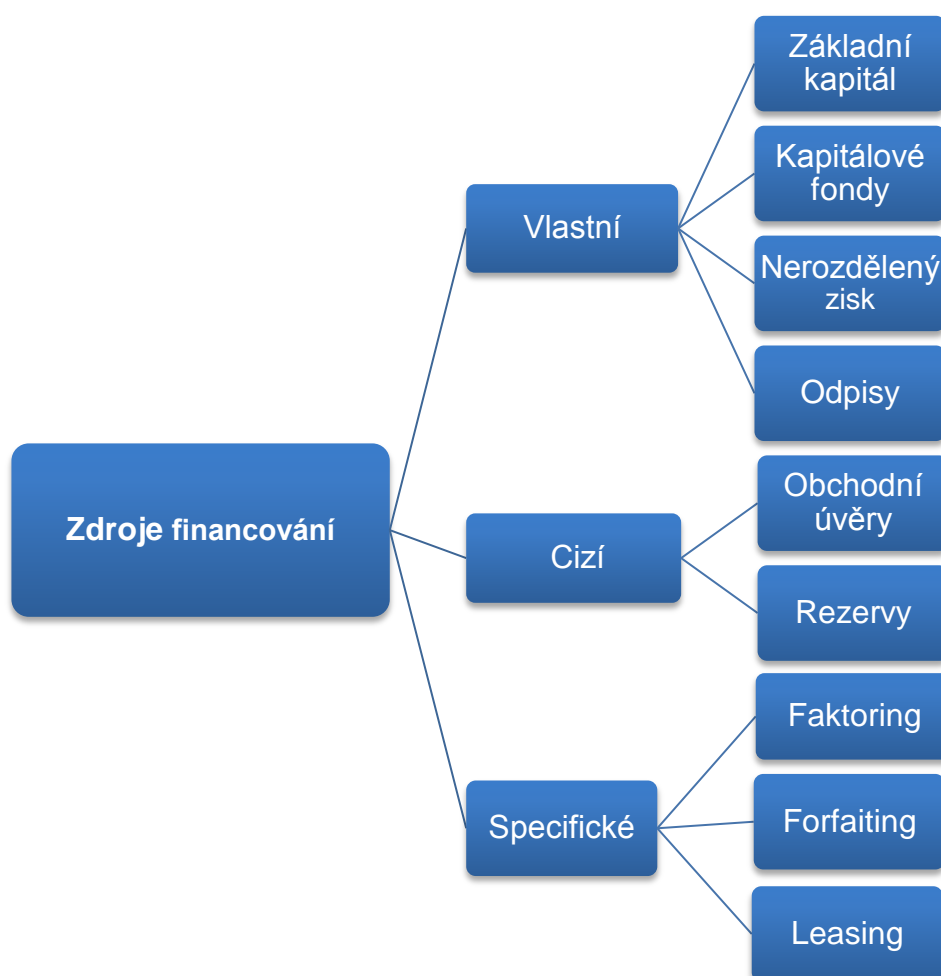 Zdroje financování
Vlastní
Základní
kapitál
Kapitálové
fondy
Nerozdělený
zisk
Odpisy
Cizí
Obchodní
úvěry
Rezervy
Specifické
Faktoring
Forfaiting
Leasing